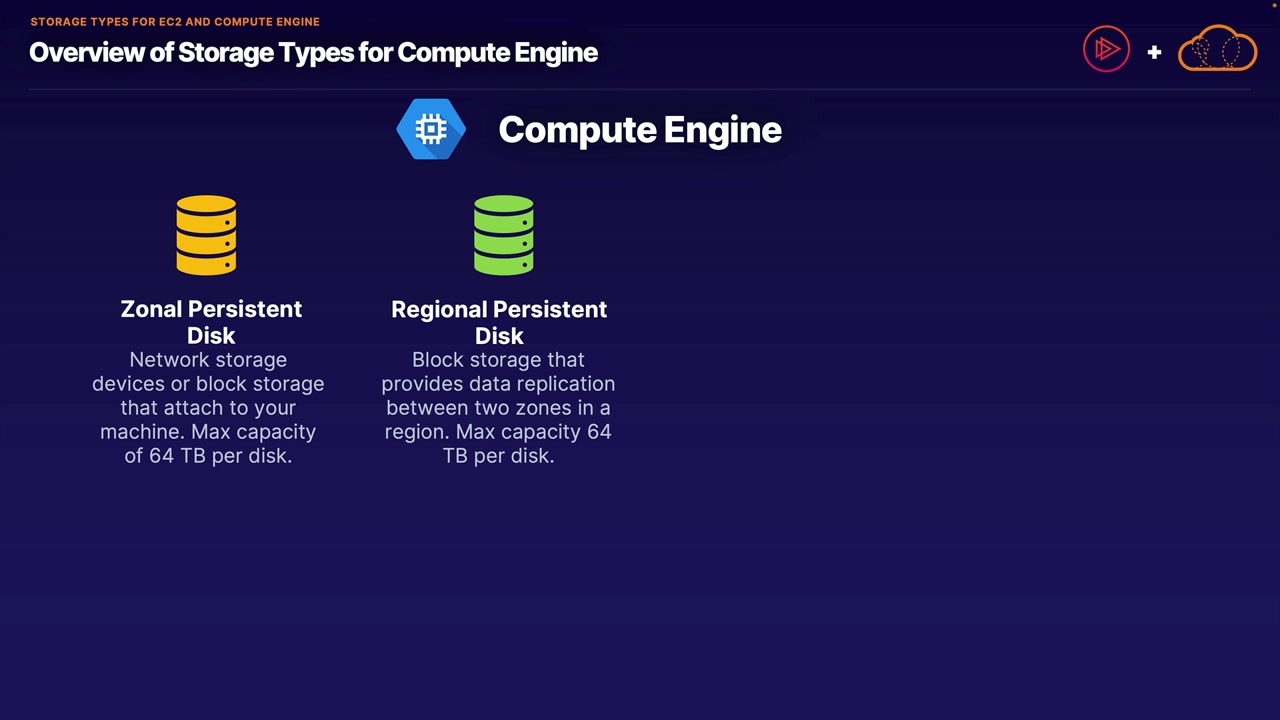 STORAGE TYPES FOR EC2 AND COMPUTE ENGINE
Overview of Storage Types for Compute Engine
+
Compute Engine
Zonal Persistent
Disk
Network storage
devices or block storage
that attach to your
machine. Max capacity
of 64 TB per disk.
Regional Persistent
Disk
Block storage that
provides data replication
between two zones in a
region. Max capacity 64
TB per disk.